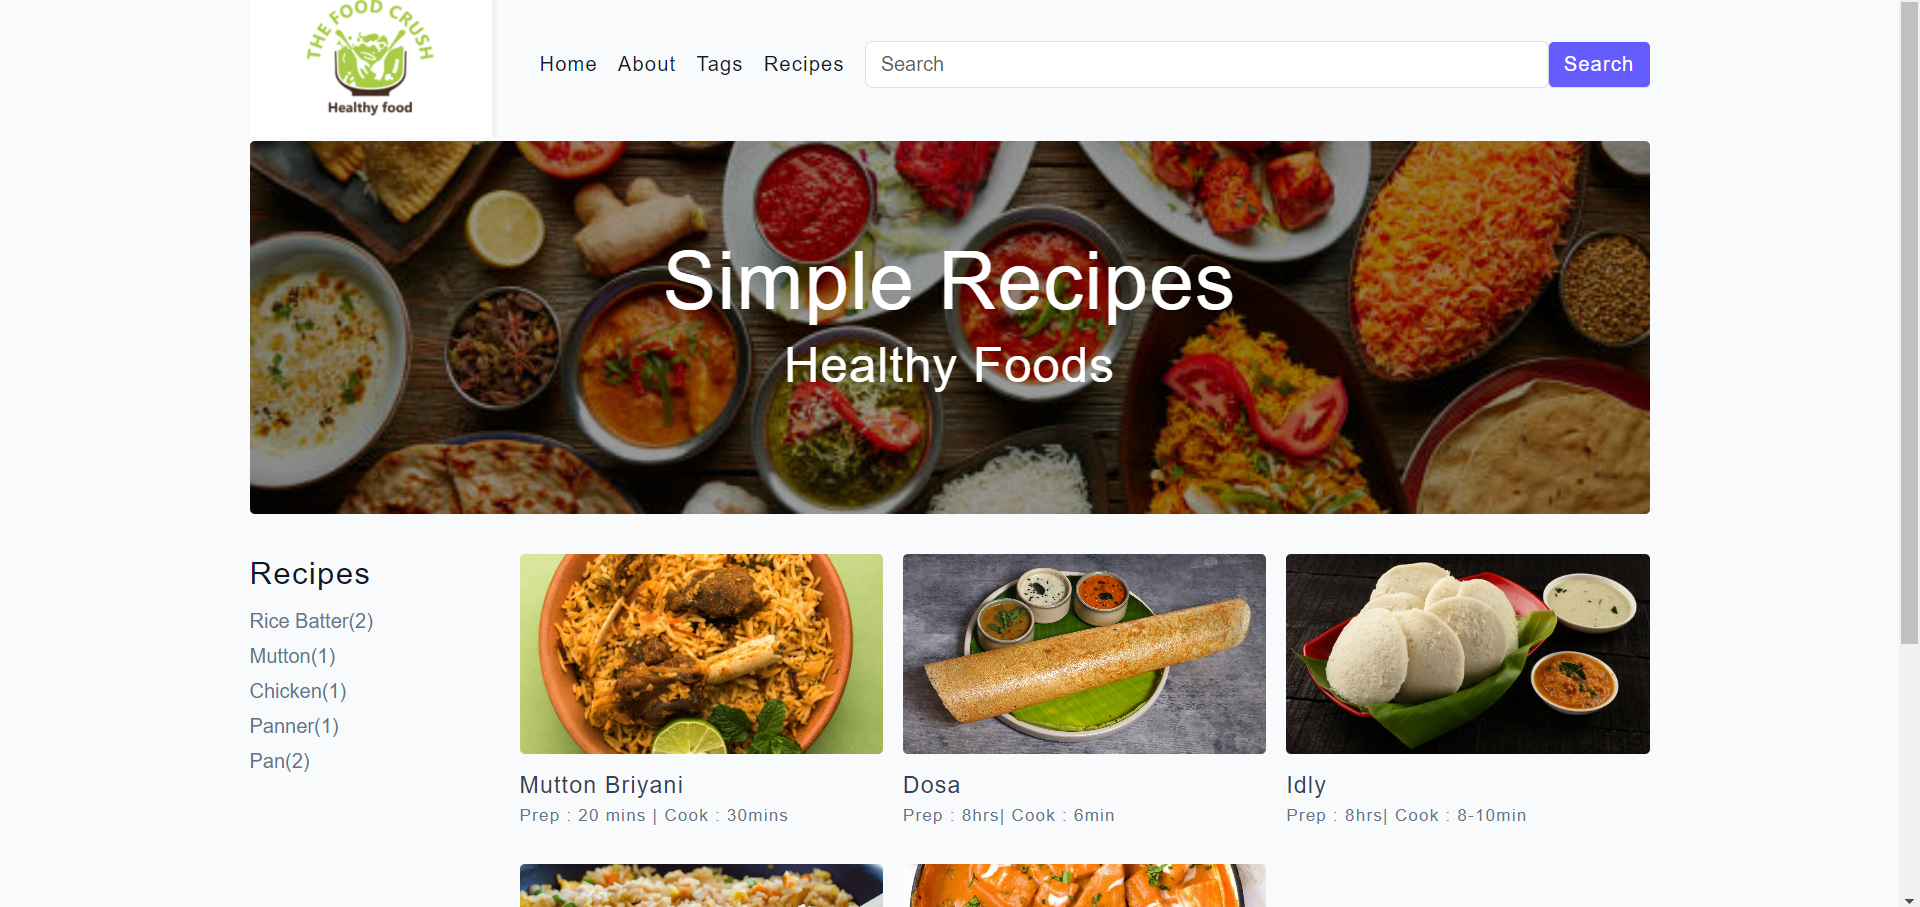 THE FOOD CRUSH
Healthy food
Home About Tags Recipes Search Search
Simple Recipes
Healthy Foods
Recipes
Rice Batter(2)
Mutton(1)
Chicken(1)
Panner(1)
Pan(2)
Mutton Briyani
Prep : 20 mins | Cook : 30mins
Dosa
Prep : 8hrs| Cook : 6min
Idly
Prep : 8hrs| Cook : 8-10min